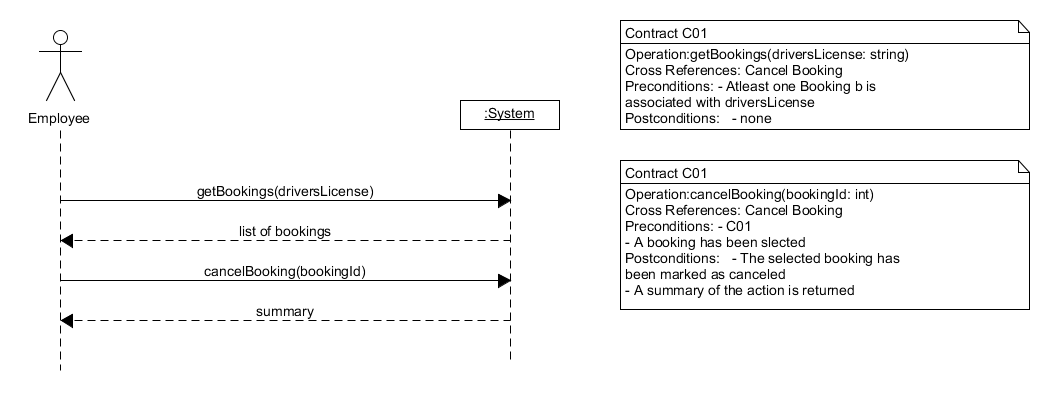 Employee
:System
getBookings(driversLicense)
list of bookings
cancelBooking(bookingId)
summary
Contract C01
Operation:getBookings(driversLicense: string)
Cross References: Cancel Booking
Preconditions: - Atleast one Booking b is
associated with driversLicense
Postconditions:   - none
Contract C01
Operation:cancelBooking(bookingId: int)
Cross References: Cancel Booking
Preconditions: - C01
- A booking has been slected
Postconditions:   - The selected booking has
been marked as canceled
- A summary of the action is returned